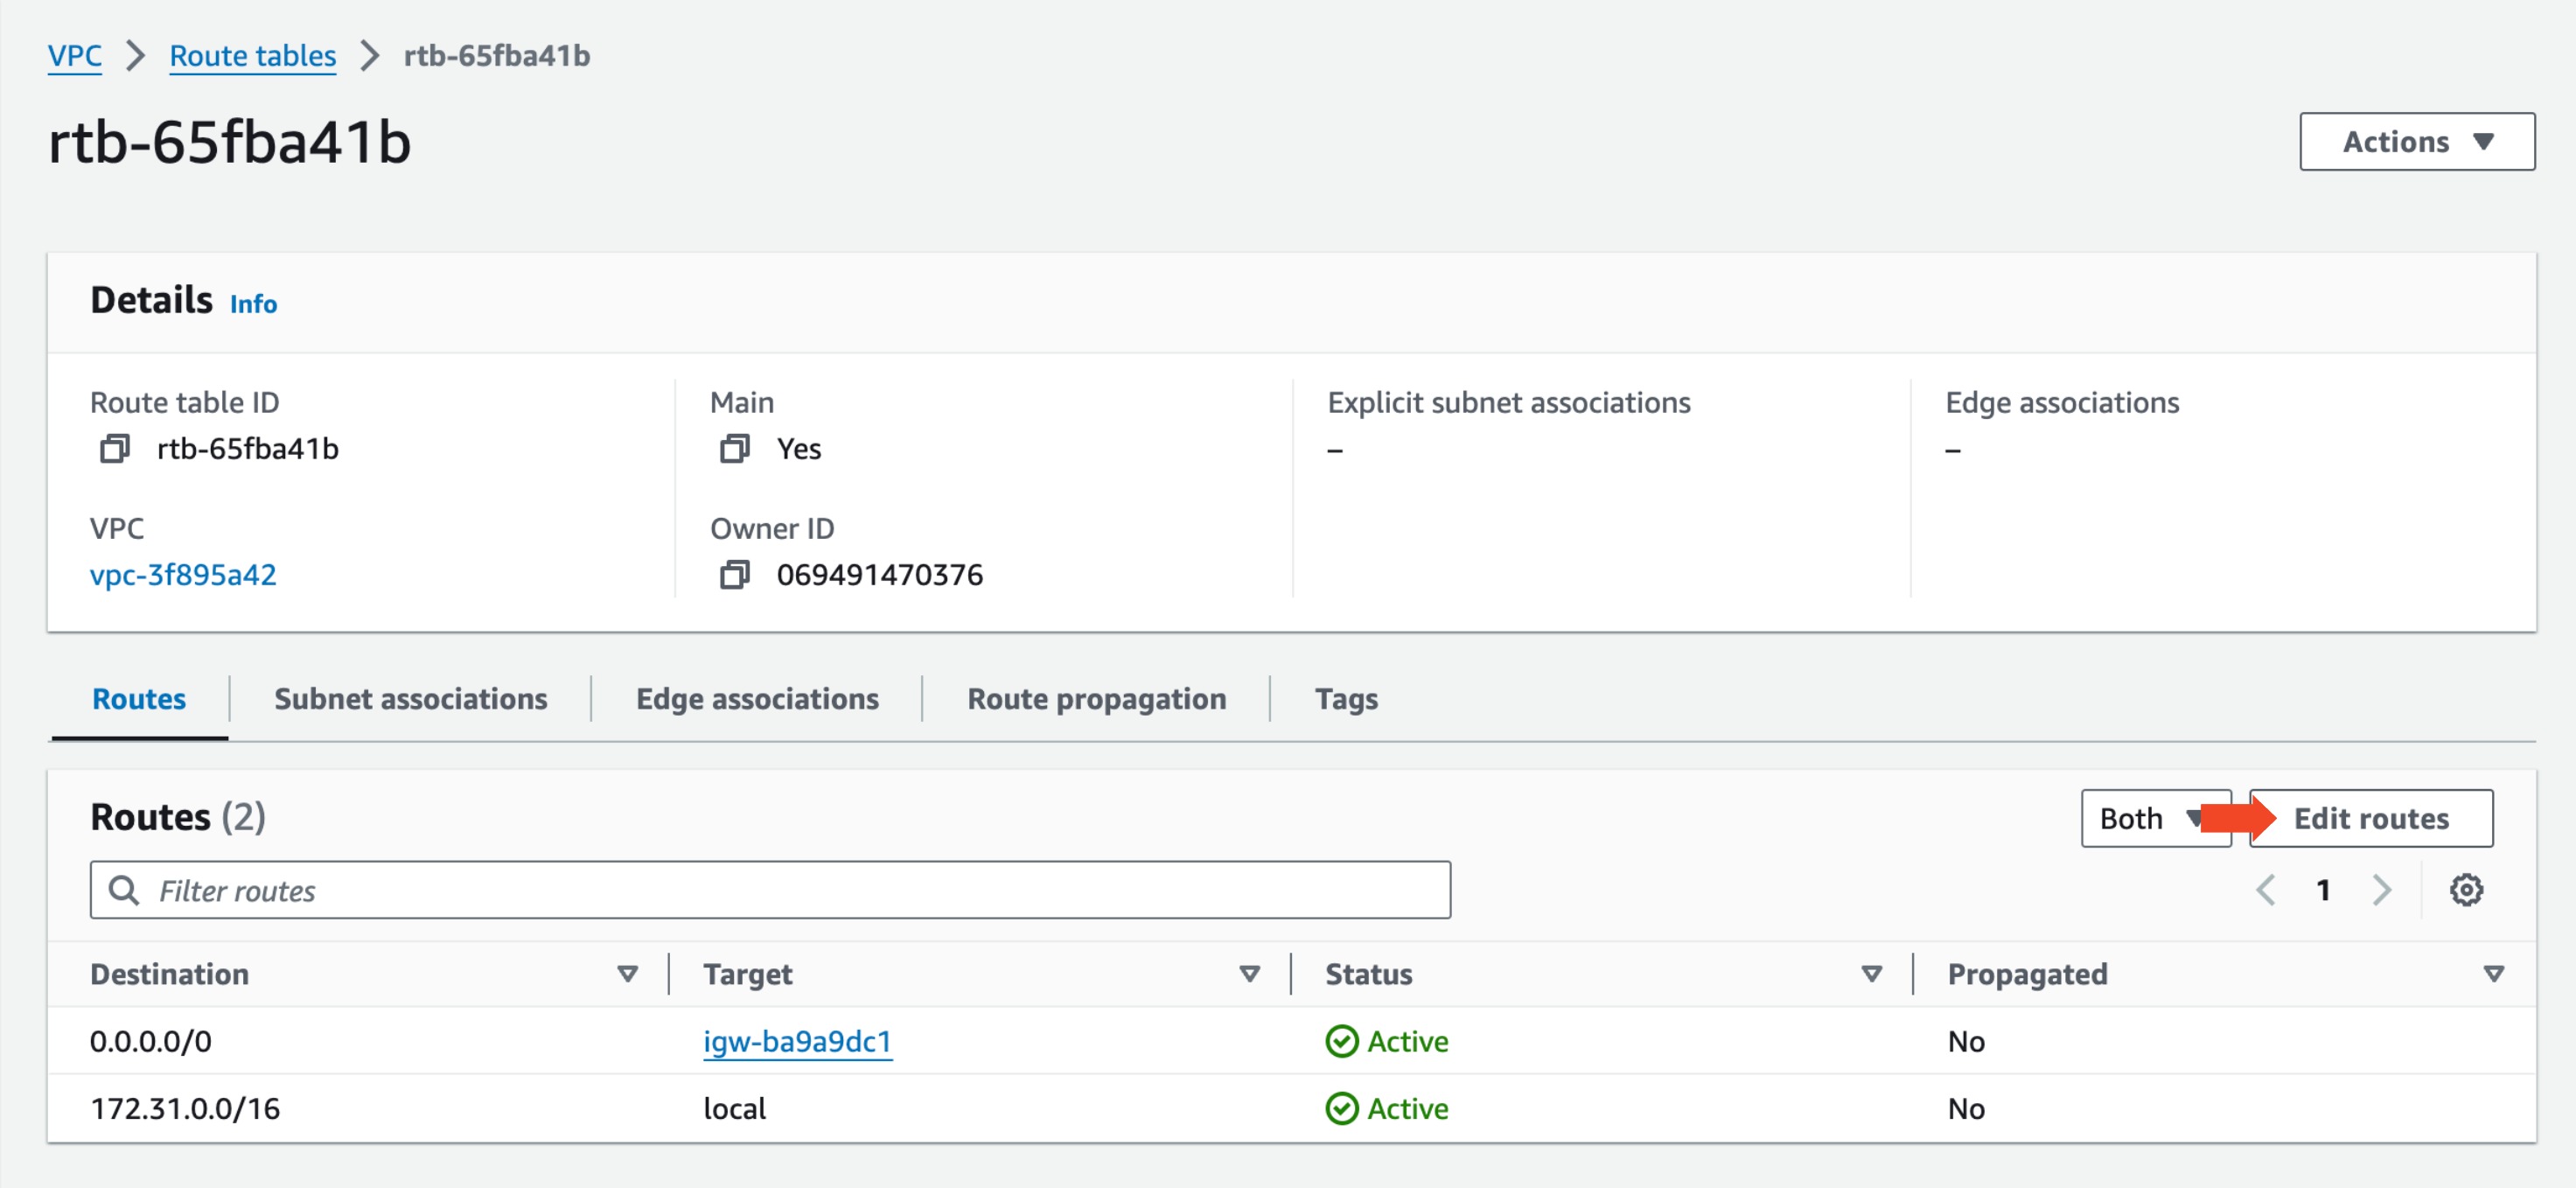 VPC > Route tables > rtb-65fba41b
rtb-65fba41b
Actions
Details Info
Route table ID Main Explicit subnet associations Edge associations
rtb-65fba41b Yes – –
VPC Owner ID
vpc-3f895a42 069491470376
Routes Subnet associations Edge associations Route propagation Tags
Routes (2) Both Edit routes
Filter routes 1
Destination Target Status Propagated
0.0.0.0/0 igw-ba9a9dc1 Active No
172.31.0.0/16 local Active No